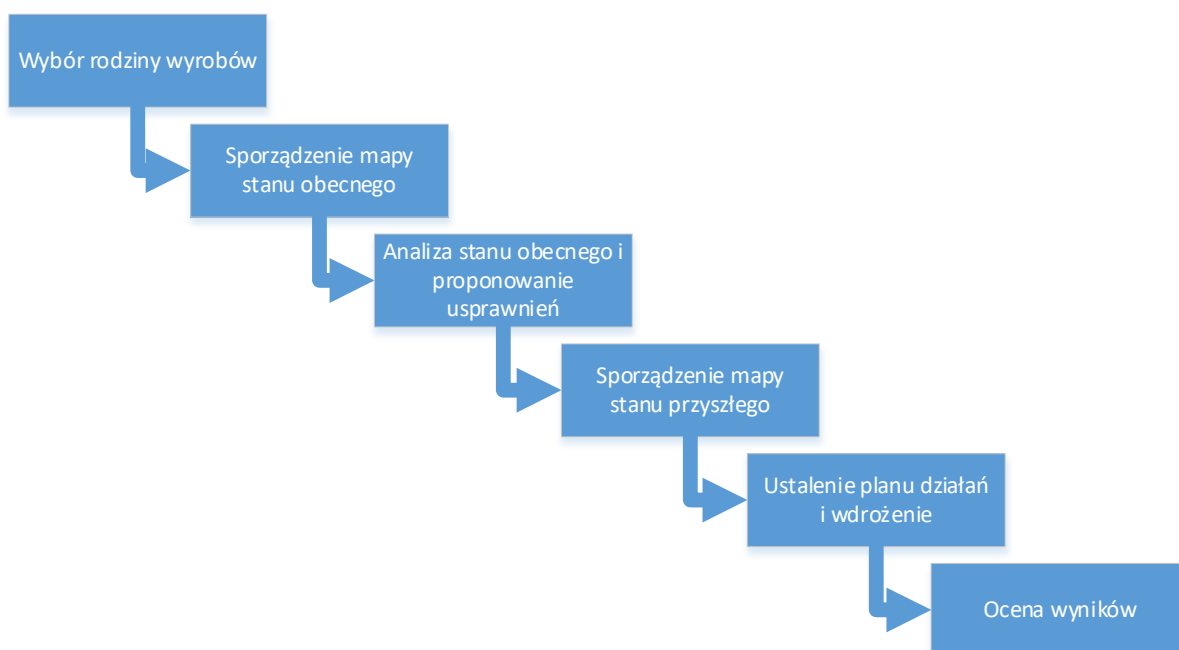 Wybór rodziny wyrobów
Sporządzenie mapy
stanu obecnego
Analiza stanu obecnego i
proponowanie
usprawnień
Sporządzenie mapy
stanu przyszłego
Ustalenie planu działań
i wdrożenie
Ocena wyników